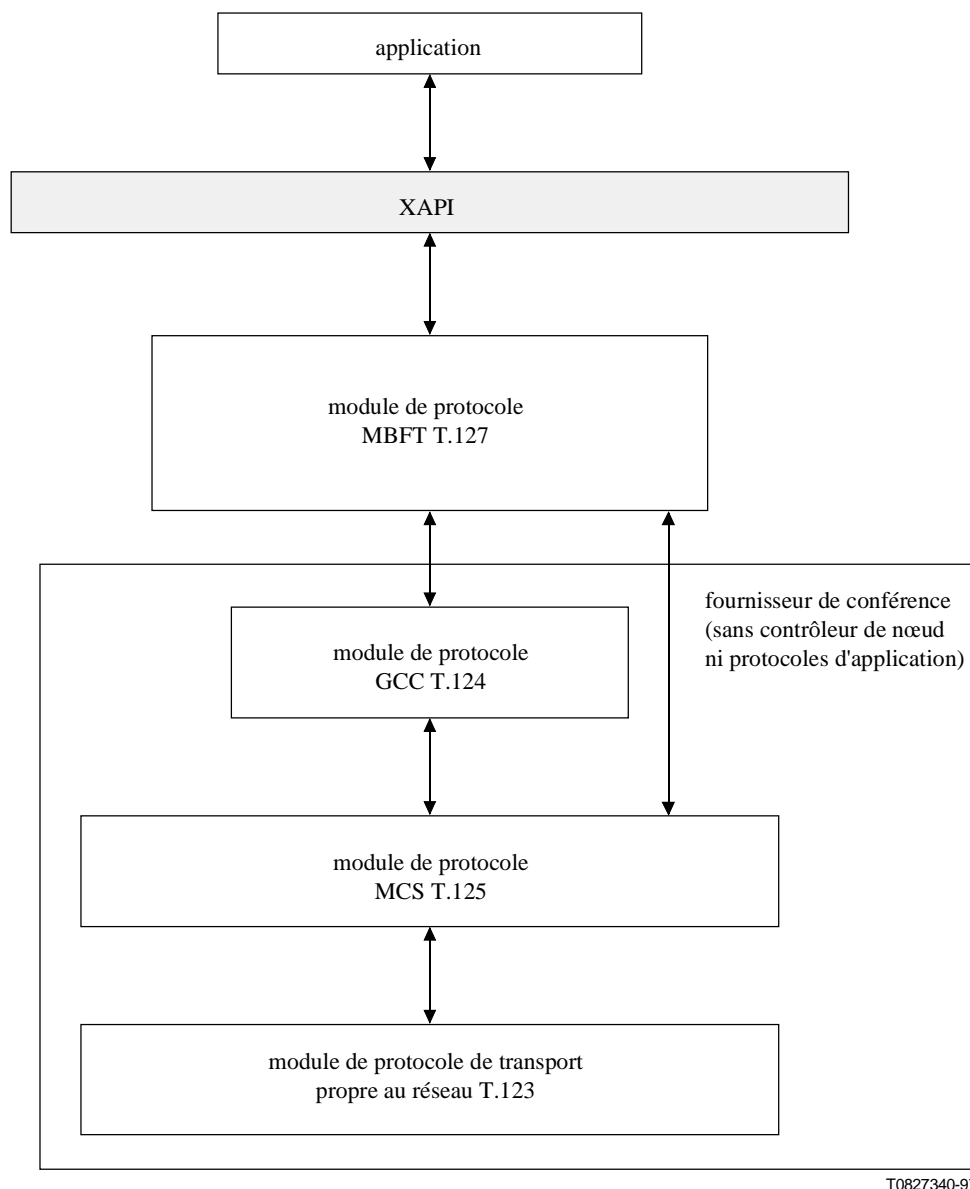 application
XAPI
module de protocole
MBFT T.127
fournisseur de conférence
(sans contrôleur de nœud
ni protocoles d'application)
module de protocole
GCC T.124
module de protocole
MCS T.125
module de protocole de transport
propre au réseau T.123